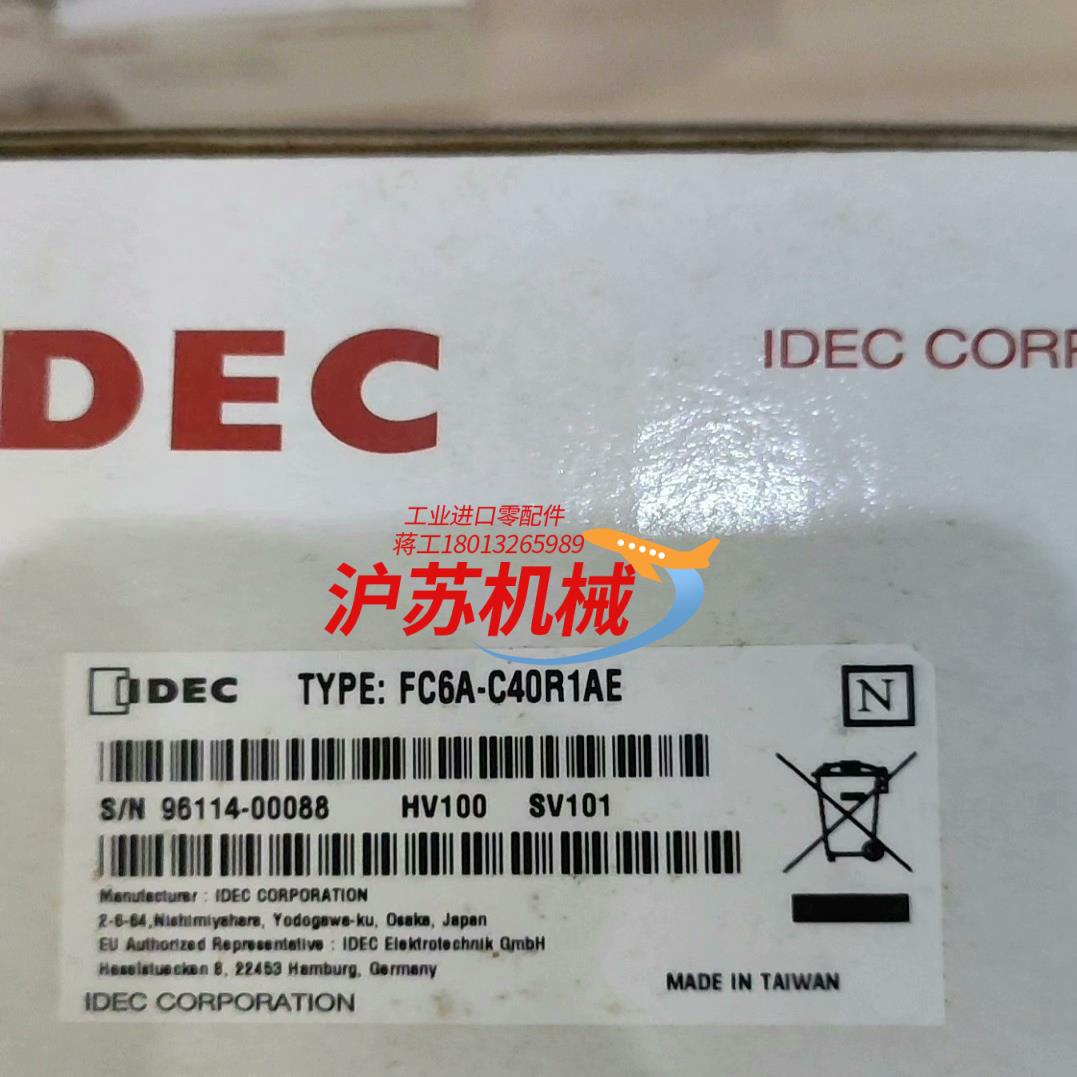 IDEC
IDEC CORP
工业进口零配件
蒋工18013265989
沪苏机械
IDEC TYPE: FC6A-C40R1AE N
S/N 96114-00088 HV100 SV101
Manufacturer : IDEC CORPORATION
2-6-64,Nishimiyahara, Yodogawa-ku, Osaka, Japan
EU Authorized Representative : IDEC Elektrotechnik GmbH
Heselstuecken 8, 22453 Hamburg, Germany
MADE IN TAIWAN
IDEC CORPORATION